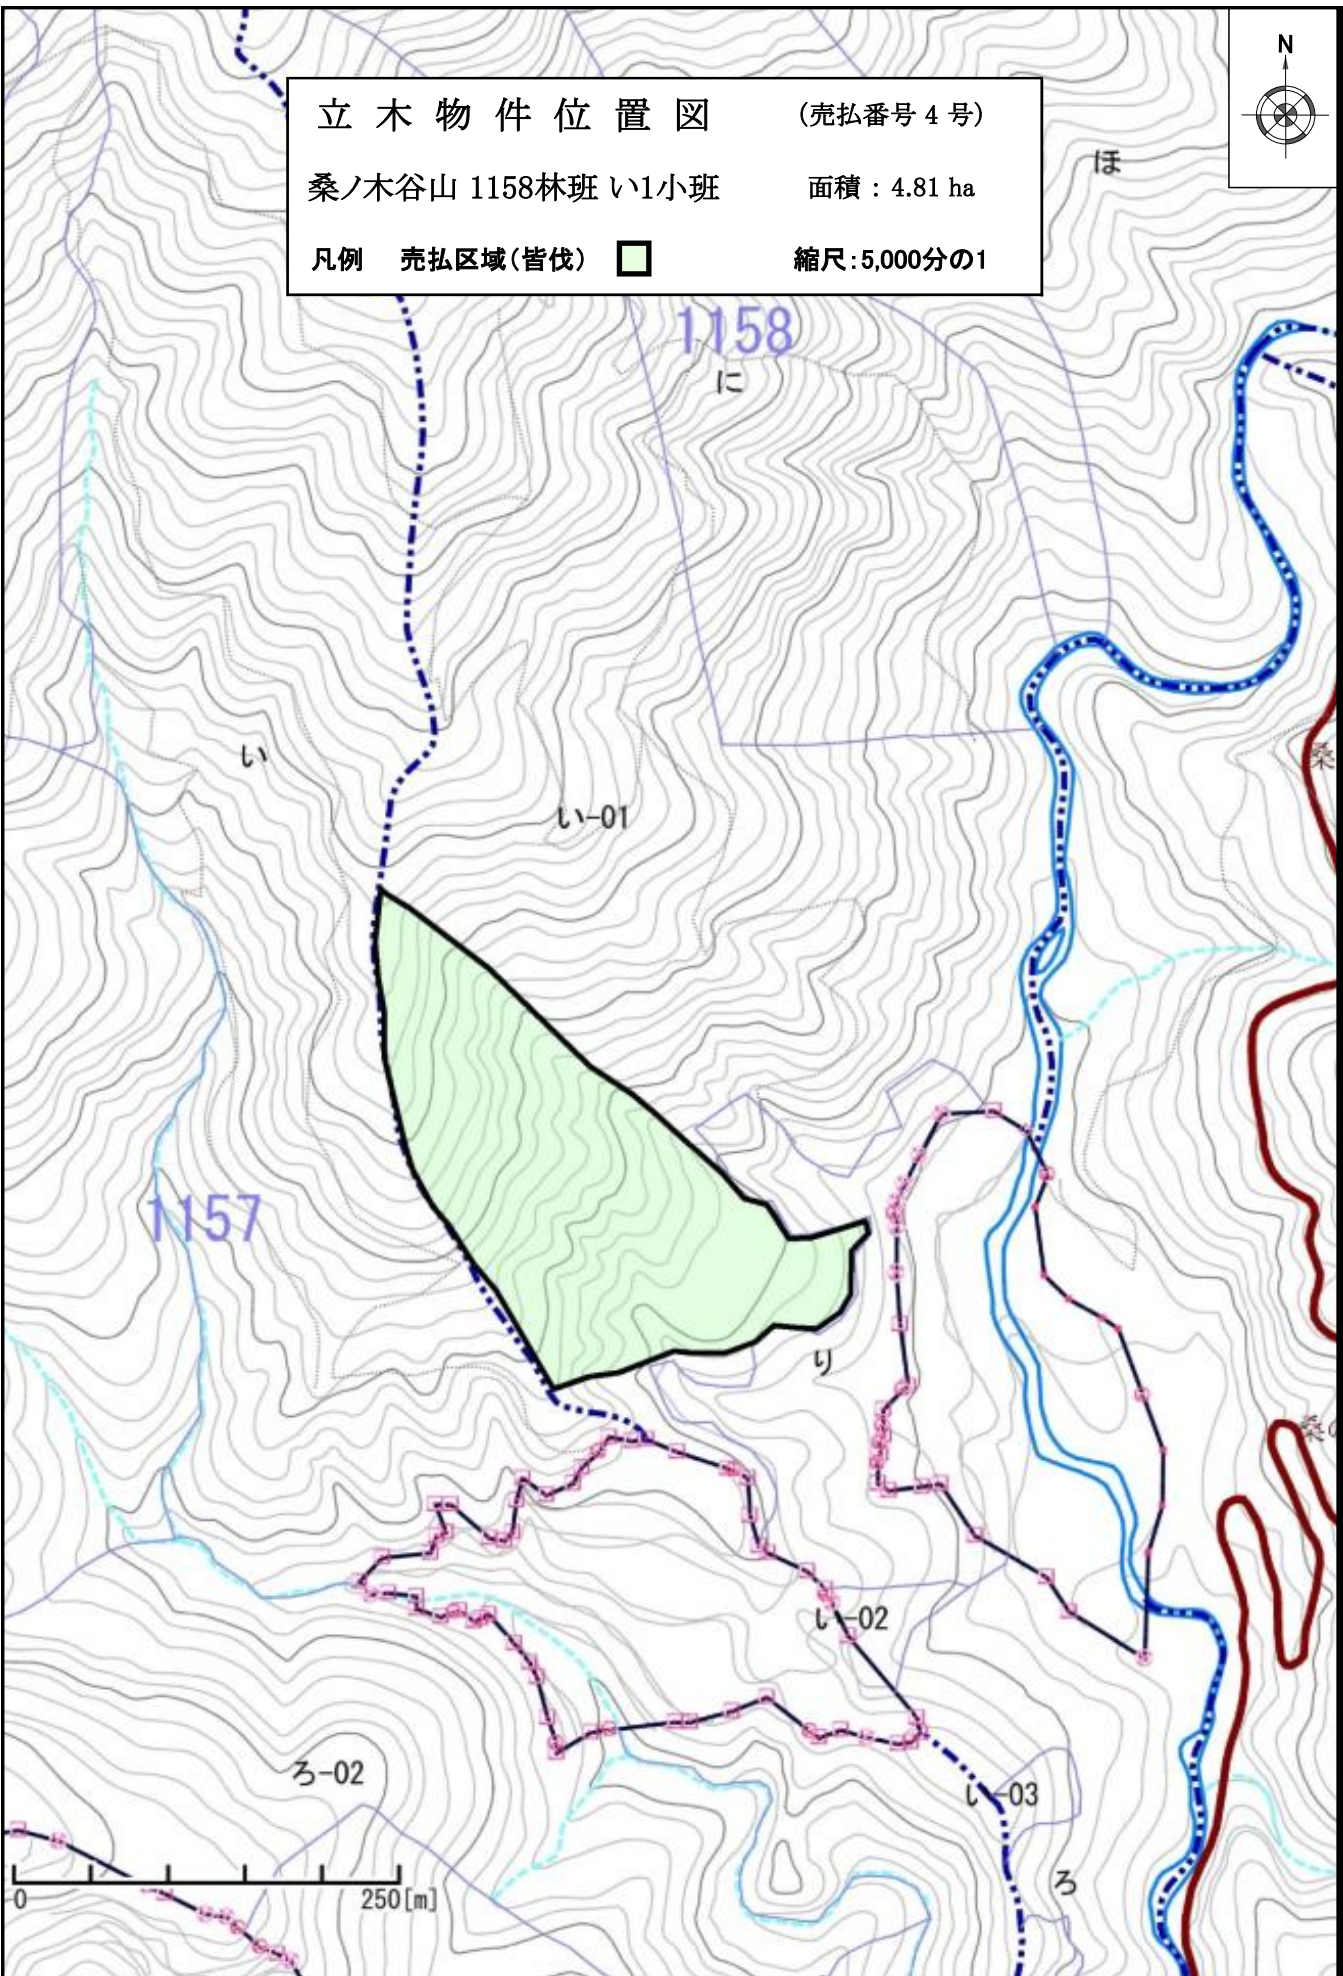 N
立木物件位置図 (売払番号 4 号)
桑ノ木谷山 1158林班 い1小班 面積 : 4.81 ha
凡例 売払区域(皆伐) 縮尺:5,000分の1
ほ
1158
に
い
い-01
桑
1157
り
桑の
い-02
ろ-02
い-03
ろ
0 250[m]